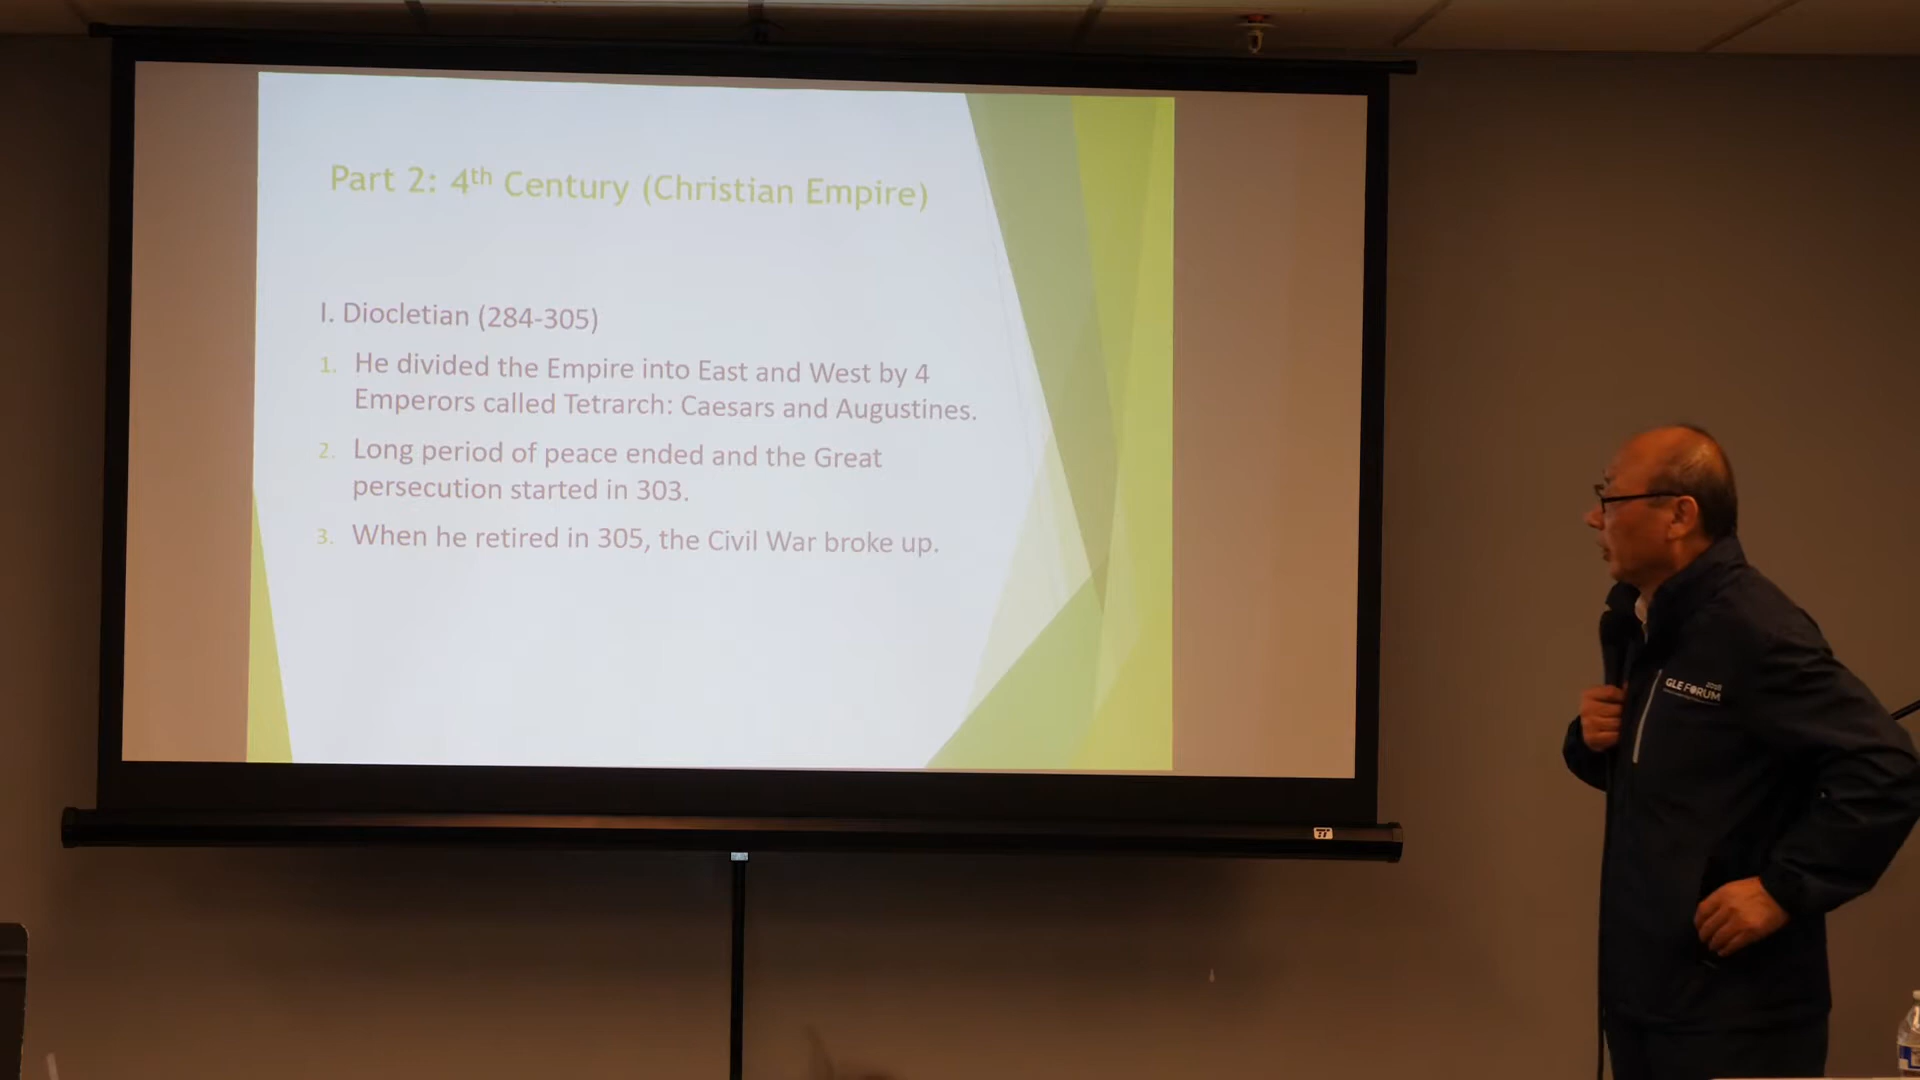 Part 2: 4th Century (Christian Empire)
I. Diocletian (284-305)
1. He divided the Empire into East and West by 4
Emperors called Tetrarch: Caesars and Augustines.
2. Long period of peace ended and the Great
persecution started in 303.
3. When he retired in 305, the Civil War broke up.
GLE FORUM